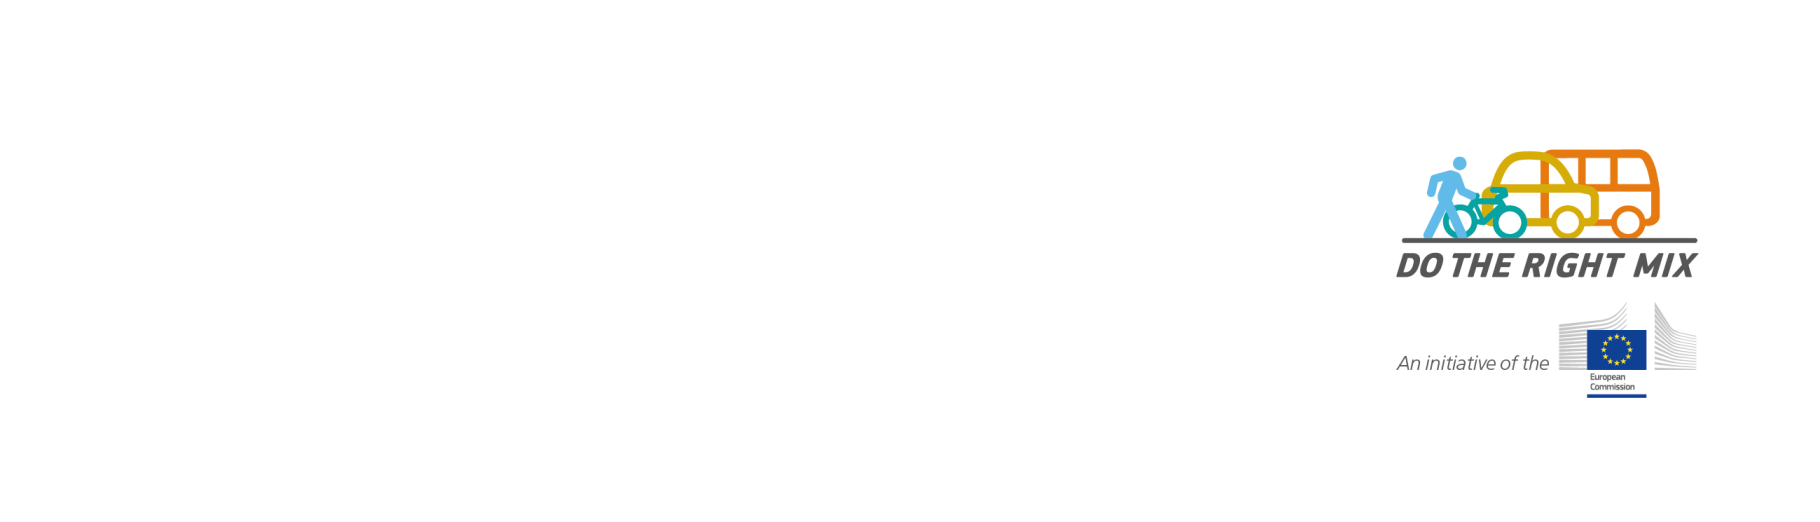 DO THE RIGHT MIX
An initiative of the
European
Commission